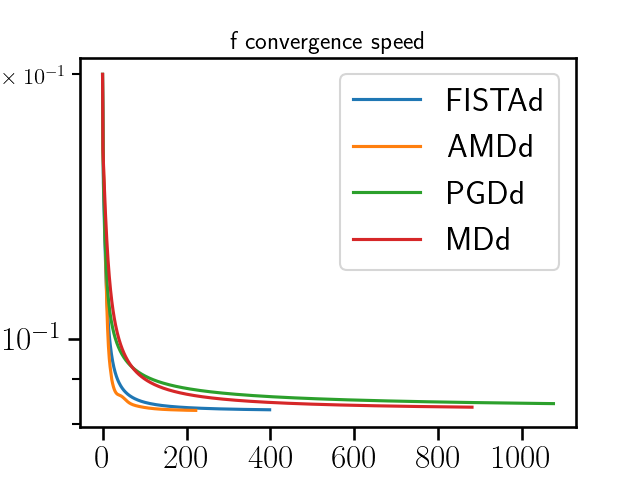 f convergence speed
× 10⁻¹
10⁻¹
FISTAd
AMDd
PGDd
MDd
0 200 400 600 800 1000